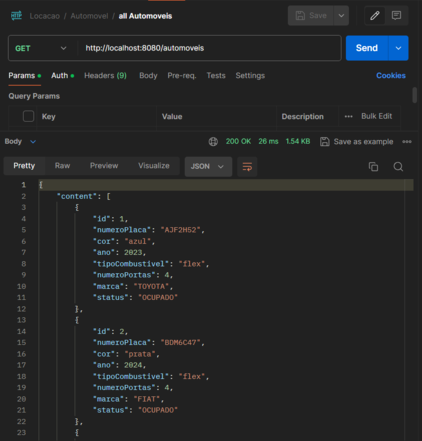 Locacao / Automovel / all Automoveis Save
GET http://localhost:8080/automoveis Send
Params Auth Headers (9) Body Pre-req. Tests Settings Cookies
Query Params
Key Value Description Bulk Edit
Body 200 OK 26 ms 1.54 KB Save as example
Pretty Raw Preview Visualize JSON
1 {
2 "content": [
3 {
4 "id": 1,
5 "numeroPlaca": "AJF2H52",
6 "cor": "azul",
7 "ano": 2023,
8 "tipoCombustivel": "flex",
9 "numeroPortas": 4,
10 "marca": "TOYOTA",
11 "status": "OCUPADO"
12 },
13 {
14 "id": 2,
15 "numeroPlaca": "BDM6C47",
16 "cor": "prata",
17 "ano": 2024,
18 "tipoCombustivel": "flex",
19 "numeroPortas": 4,
20 "marca": "FIAT",
21 "status": "OCUPADO"
22 },
23 {